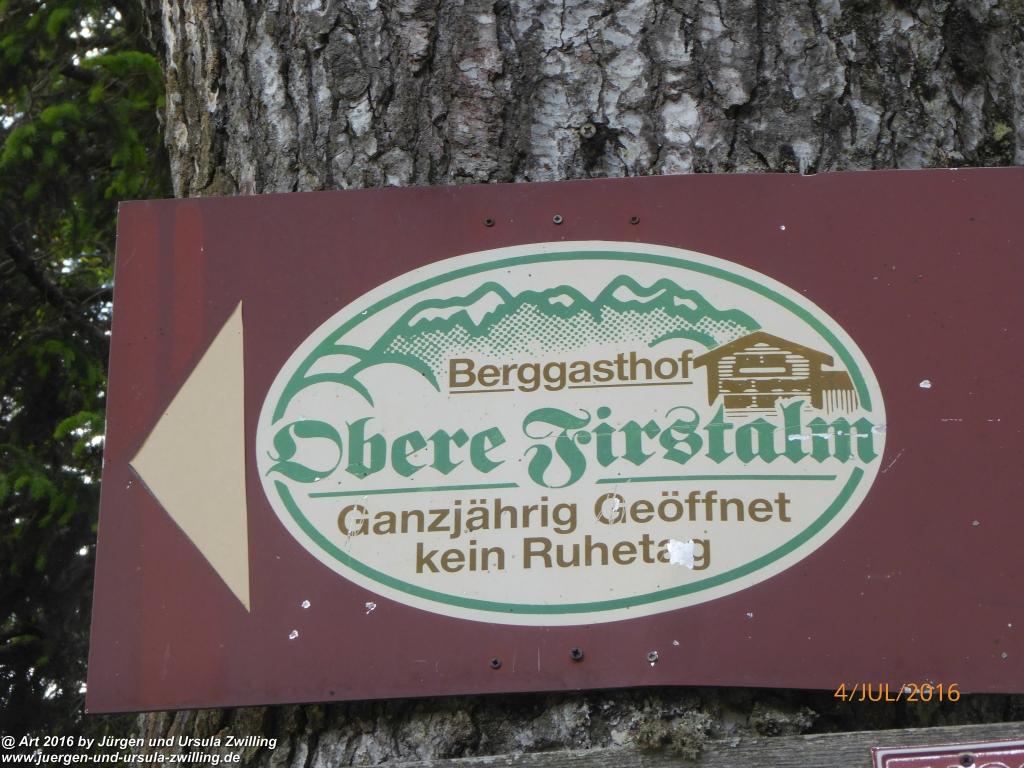 Berggasthof
Obere Firstalm
Ganzjährig Geöffnet
kein Ruhetag
4/JUL/2016
@ Art 2016 by Jürgen und Ursula Zwilling
www.juergen-und-ursula-zwilling.de